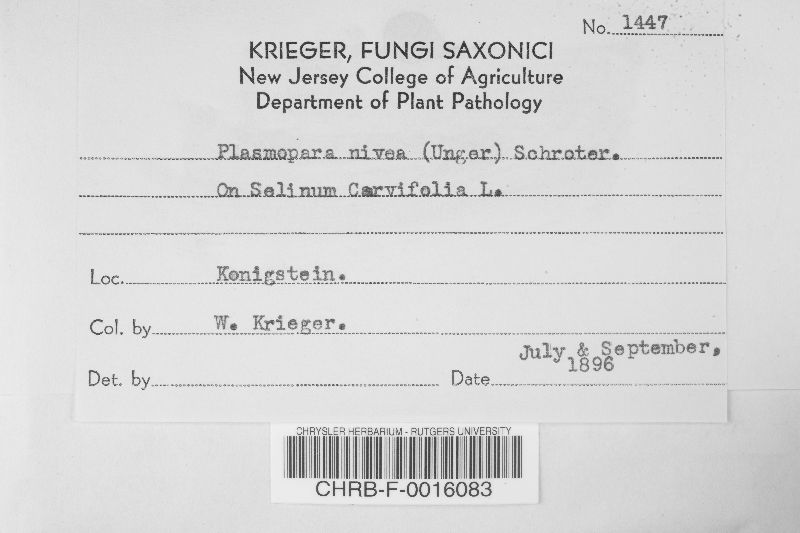 No. 1447
KRIEGER, FUNGI SAXONICI
New Jersey College of Agriculture
Department of Plant Pathology
Plasmopara nivea (Unger) Schroter.
On Selinum Carvifolia L.
Loc. Konigstein.
Col. by W. Krieger.
July & September,
1896
Det. by Date
CHRYSLER HERBARIUM - RUTGERS UNIVERSITY
CHRB-F-0016083